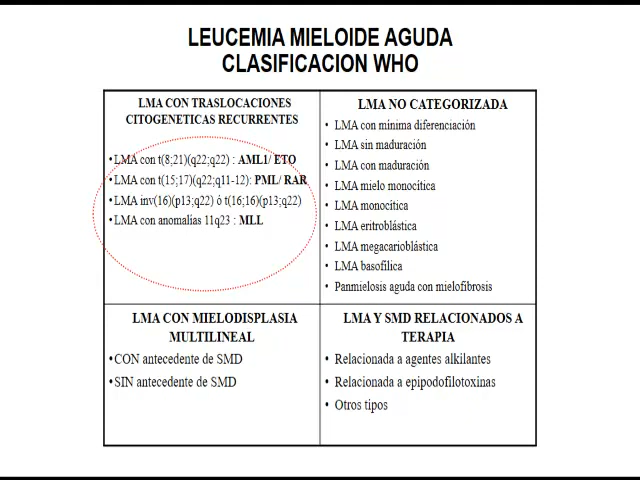 LEUCEMIA MIELOIDE AGUDA
CLASIFICACION WHO
LMA CON TRASLOCACIONES
CITOGENETICAS RECURRENTES
•LMA con t(8;21)(q22;q22) : AML1/ ETO
•LMA con t(15;17)(q22;q11-12): PML/ RAR
•LMA inv(16)(p13;q22) ó t(16;16)(p13;q22)
•LMA con anomalías 11q23 : MLL
LMA NO CATEGORIZADA
• LMA con mínima diferenciación
• LMA sin maduración
• LMA con maduración
• LMA mielo monocítica
• LMA monocítica
• LMA eritroblástica
• LMA megacarioblástica
• LMA basofílica
• Panmielosis aguda con mielofibrosis
LMA CON MIELODISPLASIA
MULTILINEAL
•CON antecedente de SMD
•SIN antecedente de SMD
LMA Y SMD RELACIONADOS A
TERAPIA
• Relacionada a agentes alkilantes
• Relacionada a epipodofilotoxinas
• Otros tipos